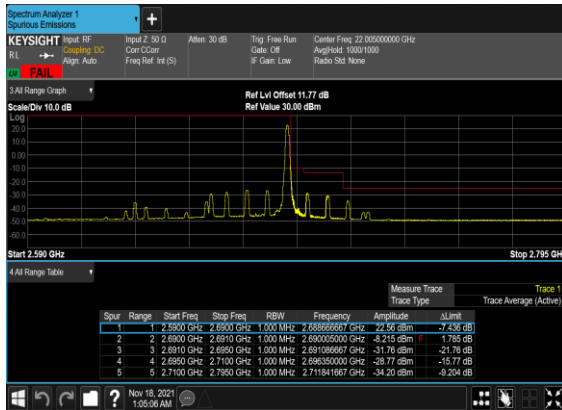 Spectrum Analyzer 1
Spurious Emissions
+
KEYSIGHT Input: RF Input Z: 50 Ω Atten: 30 dB Trig: Free Run Center Freq: 22.005000000 GHz
RL Coupling: DC Corr CCorr Gate: Off Avg|Hold: 1000/1000
Align: Auto Freq Ref: Int (S) IF Gain: Low Radio Std: None
FAIL
3 All Range Graph
Ref Lvl Offset 11.77 dB
Scale/Div 10.0 dB Ref Value 30.00 dBm
Log
20.0
10.0
0.00
-10.0
-20.0
-30.0
-40.0
-50.0
-60.0
Start 2.590 GHz Stop 2.795 GH
4 All Range Table
Measure Trace Trace 1
Trace Type Trace Average (Active)
Spur Range Start Freq Stop Freq RBW Frequency Amplitude ΔLimit
1 1 2.5900 GHz 2.6900 GHz 1.000 MHz 2.688666667 GHz 22.56 dBm -7.436 dB
2 2 2.6900 GHz 2.6910 GHz 1.000 MHz 2.690005000 GHz -8.215 dBm F 1.785 dB
3 3 2.6910 GHz 2.6950 GHz 1.000 MHz 2.691086667 GHz -31.76 dBm -21.76 dB
4 4 2.6950 GHz 2.7100 GHz 1.000 MHz 2.696350000 GHz -28.77 dBm -15.77 dB
5 5 2.7100 GHz 2.7950 GHz 1.000 MHz 2.711841667 GHz -34.20 dBm -9.204 dB
? Nov 18, 2021
1:05:06 AM